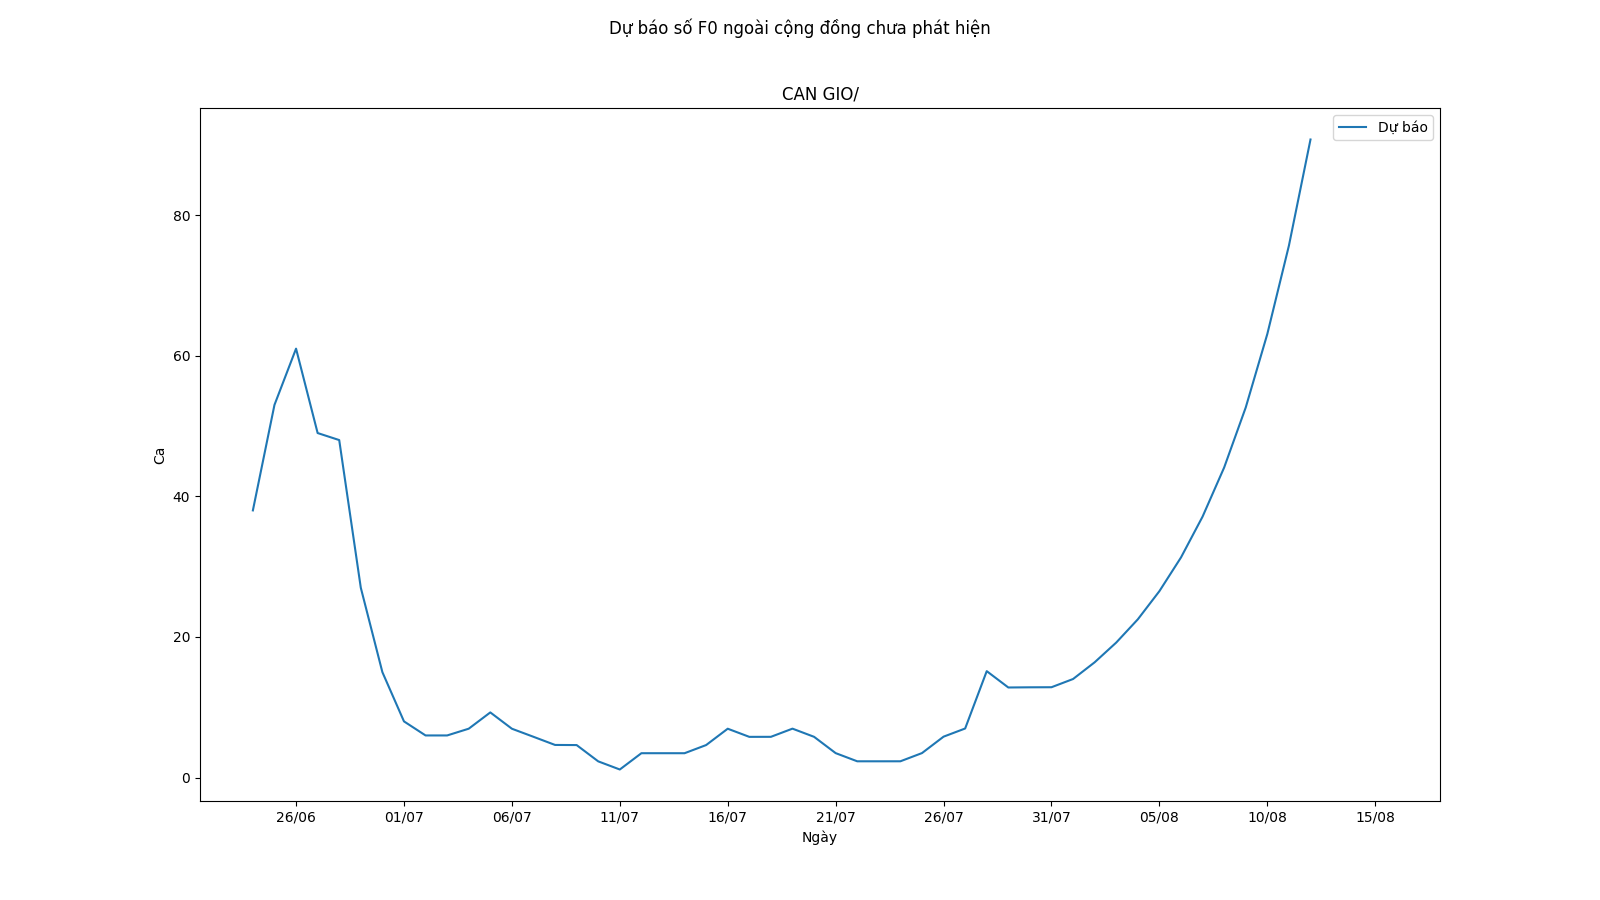 Dự báo số F0 ngoài cộng đồng chưa phát hiện
CAN GIO/
Dự báo
80
60
40
20
0
Ca
26/06 01/07 06/07 11/07 16/07 21/07 26/07 31/07 05/08 10/08 15/08
Ngày